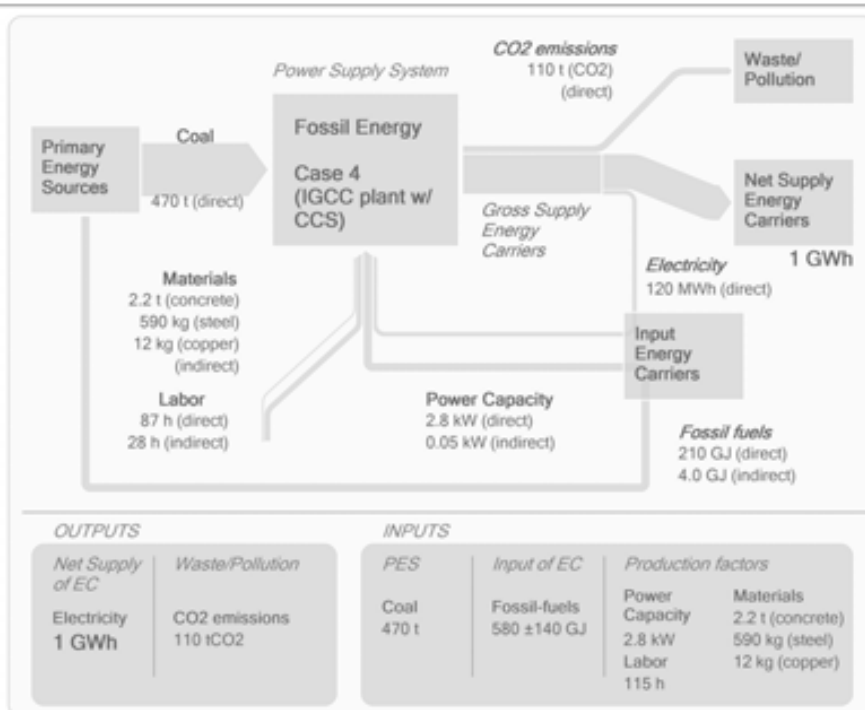 CO2 emissions
110 t (CO2)
(direct)
Waste/
Pollution
Power Supply System
Fossil Energy
Case 4
(IGCC plant w/
CCS)
Primary
Energy
Sources
Coal
470 t (direct)
Net Supply
Energy
Carriers
1 GWh
Gross Supply
Energy
Carriers
Electricity
120 MWh (direct)
Materials
2.2 t (concrete)
590 kg (steel)
12 kg (copper)
(indirect)
Input
Energy
Carriers
Labor
87 h (direct)
28 h (indirect)
Power Capacity
2.8 kW (direct)
0.05 kW (indirect)
Fossil fuels
210 GJ (direct)
4.0 GJ (indirect)
OUTPUTS
Net Supply
of EC
Electricity
1 GWh
Waste/Pollution
CO2 emissions
110 tCO2
INPUTS
PES
Coal
470 t
Input of EC
Fossil-fuels
580 ±140 GJ
Production factors
Power
Capacity
2.8 kW
Labor
115 h
Materials
2.2 t (concrete)
590 kg (steel)
12 kg (copper)